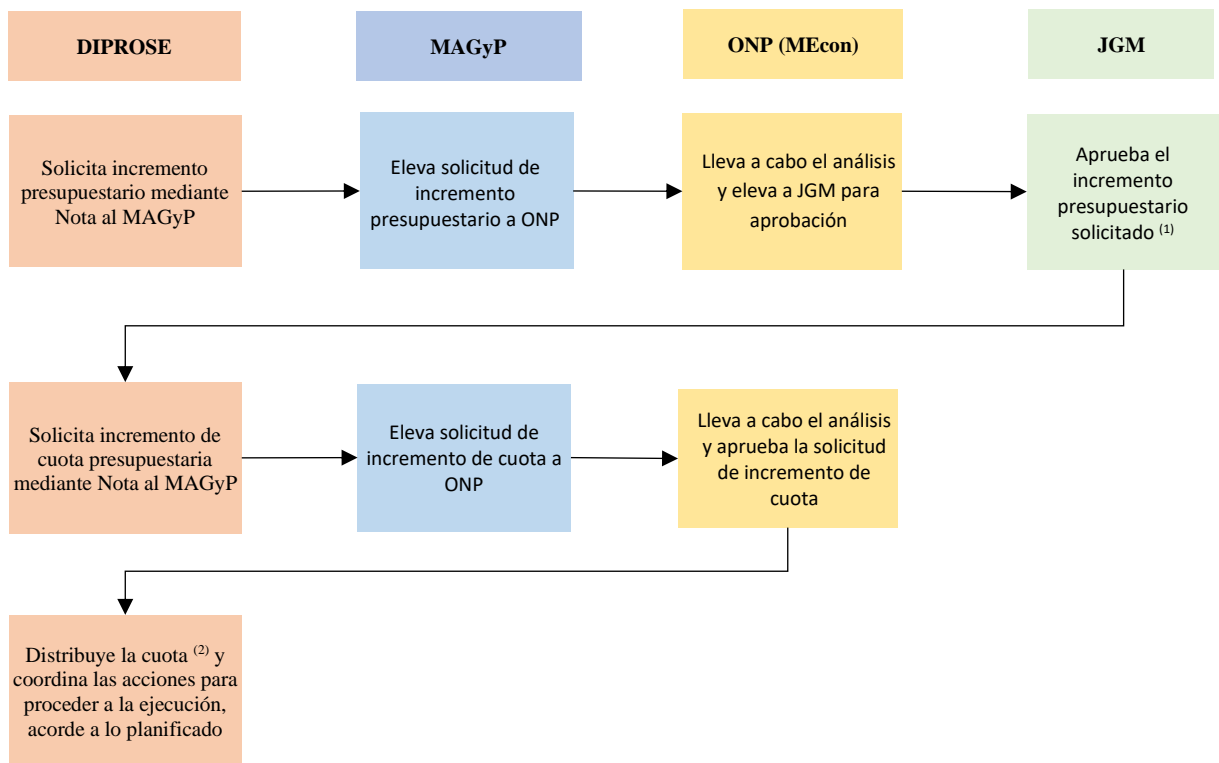 DIPROSE
MAGyP
ONP (MEcon)
JGM
Solicita incremento
presupuestario mediante
Nota al MAGyP
Eleva solicitud de
incremento
presupuestario a ONP
Lleva a cabo el análisis
y eleva a JGM para
aprobación
Aprueba el
incremento
presupuestario
solicitado (1)
Solicita incremento de
cuota presupuestaria
mediante Nota al MAGyP
Eleva solicitud de
incremento de cuota a
ONP
Lleva a cabo el análisis
y aprueba la solicitud
de incremento de
cuota
Distribuye la cuota (2) y
coordina las acciones para
proceder a la ejecución,
acorde a lo planificado